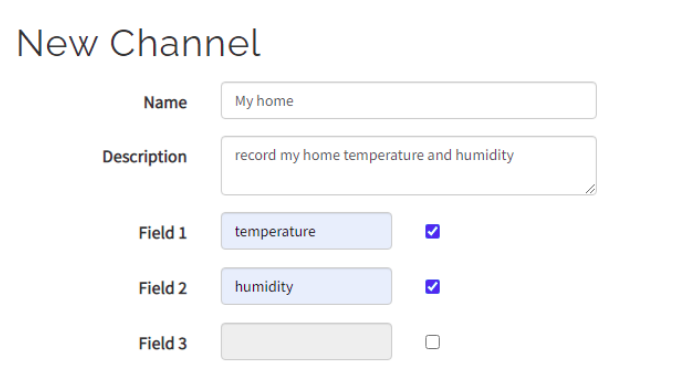 New Channel
Name My home
Description record my home temperature and humidity
Field 1 temperature
Field 2 humidity
Field 3